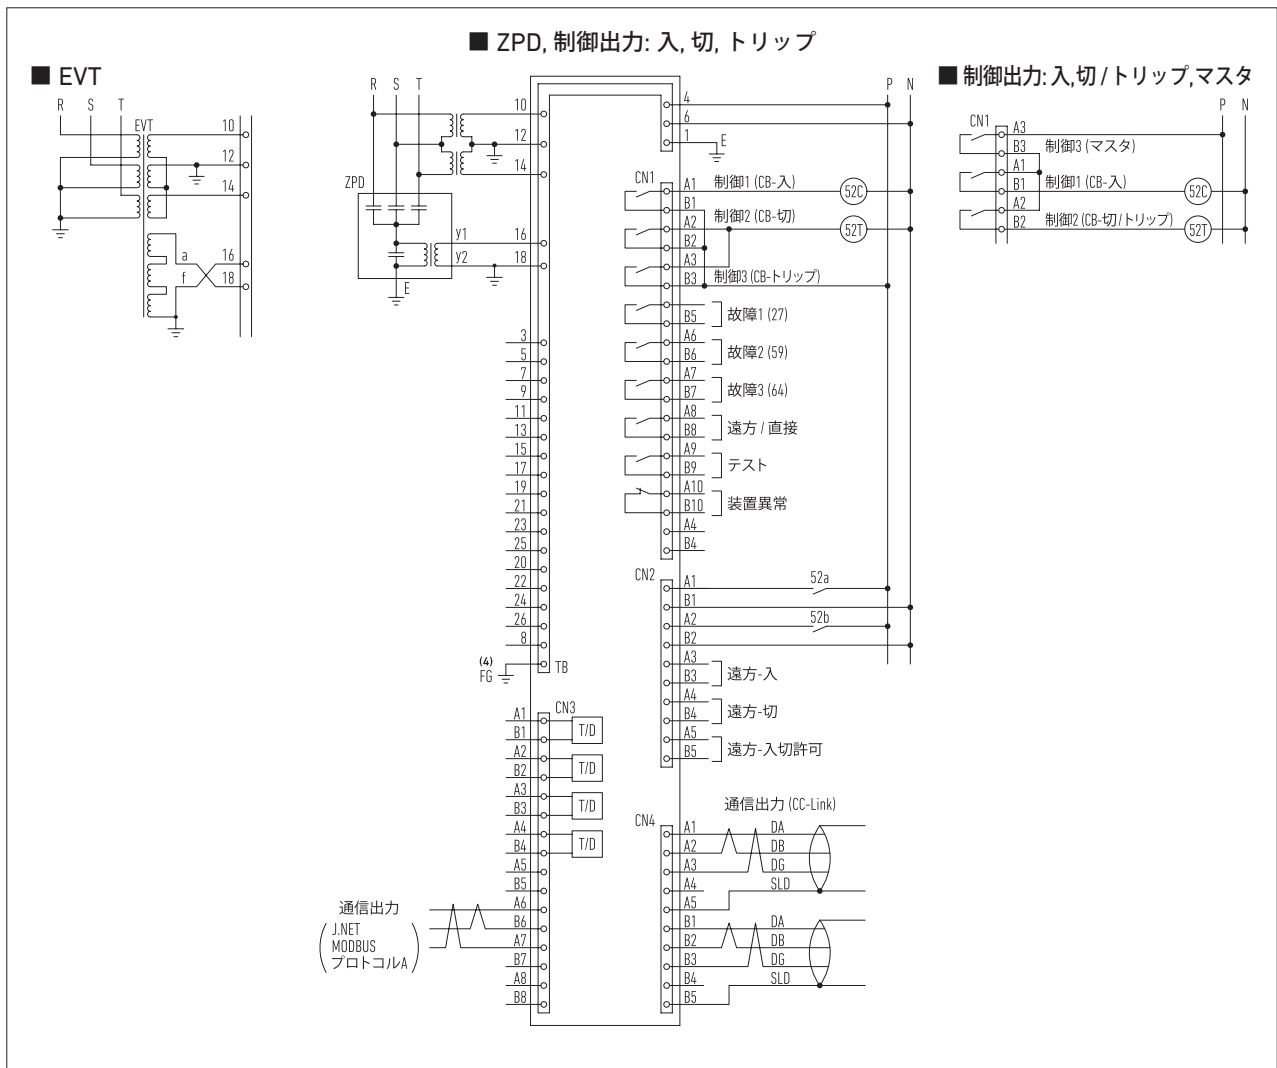 ■ ZPD, 制御出力: 入, 切, トリップ
■ EVT
R S T
EVT
10
12
14
a
f
16
18
R S T
10
12
14
ZPD
y1
y2
16
18
E
3
5
7
9
11
13
15
17
19
21
23
25
20
22
24
26
8
(4)
FG
TB
CN3
A1
B1
T/D
A2
B2
T/D
A3
B3
T/D
A4
B4
T/D
A5
B5
A6
B6
A7
B7
A8
B8
通信出力
J.NET
MODBUS
プロトコルA
P N
4
6
1
E
CN1
A1 制御1 (CB-入) 52C
B1
A2 制御2 (CB-切) 52T
B2
A3
B3 制御3 (CB-トリップ)
B5 故障1 (27)
A6
B6 故障2 (59)
A7
B7 故障3 (64)
A8
B8 遠方 / 直接
A9
B9 テスト
A10
B10 装置異常
A4
B4
CN2
A1 52a
B1
A2 52b
B2
A3
B3 遠方-入
A4
B4 遠方-切
A5
B5 遠方-入切許可
通信出力 (CC-Link)
CN4
A1 DA
A2 DB
A3 DG
A4 SLD
A5
B1 DA
B2 DB
B3 DG
B4 SLD
B5
■ 制御出力: 入,切 / トリップ,マスタ
P N
CN1
A3
B3 制御3 (マスタ)
A1
B1 制御1 (CB-入) 52C
A2
B2 制御2 (CB-切/トリップ) 52T